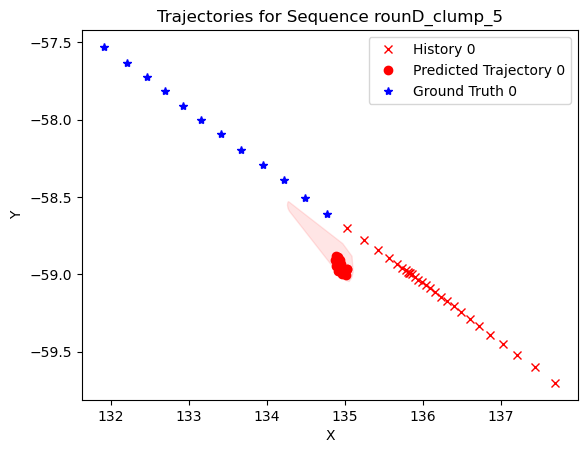 Trajectories for Sequence rounD_clump_5
History 0
Predicted Trajectory 0
Ground Truth 0
−57.5
−58.0
−58.5
−59.0
−59.5
Y
132
133
134
135
136
137
X